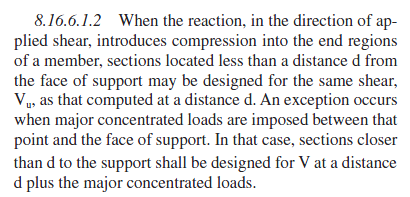 8.16.6.1.2 When the reaction, in the direction of ap-
plied shear, introduces compression into the end regions
of a member, sections located less than a distance d from
the face of support may be designed for the same shear,
Vu, as that computed at a distance d. An exception occurs
when major concentrated loads are imposed between that
point and the face of support. In that case, sections closer
than d to the support shall be designed for V at a distance
d plus the major concentrated loads.